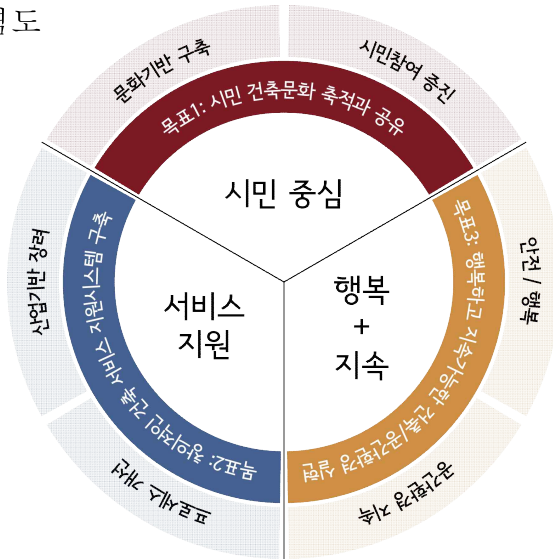 도
문화기반 구축
시민참여 증진
목표1: 시민 건축문화 축적과 공유
시민 중심
산업기반 장려
목표2: 창의적인 건축 서비스 지원시스템 구축
서비스
지원
행복
+
지속
목표3: 행복하고 지속가능한 건축/공간환경 실현
안전 / 행복
프로세스 개선
공간환경 지속